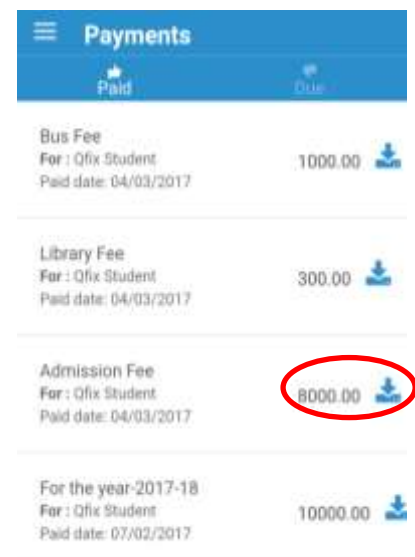 Payments
Paid
Due
Bus Fee
For : Qfix Student
1000.00
Paid date: 04/03/2017
Library Fee
For : Qfix Student
300.00
Paid date: 04/03/2017
Admission Fee
For : Qfix Student
8000.00
Paid date: 04/03/2017
For the year-2017-18
For : Qfix Student
10000.00
Paid date: 07/02/2017